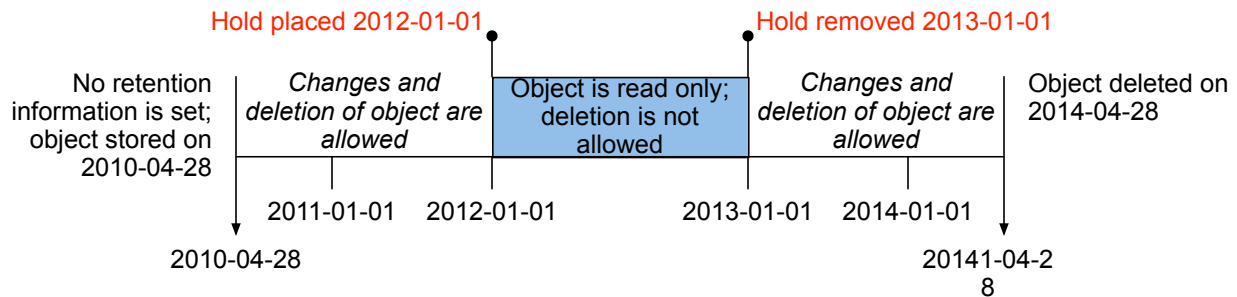 Hold placed 2012-01-01
Hold removed 2013-01-01
No retention
information is set;
object stored on
2010-04-28
Changes and
deletion of object are
allowed
Object is read only;
deletion is not
allowed
Changes and
deletion of object are
allowed
Object deleted on
2014-04-28
2011-01-01
2012-01-01
2013-01-01
2014-01-01
2010-04-28
20141-04-2
8